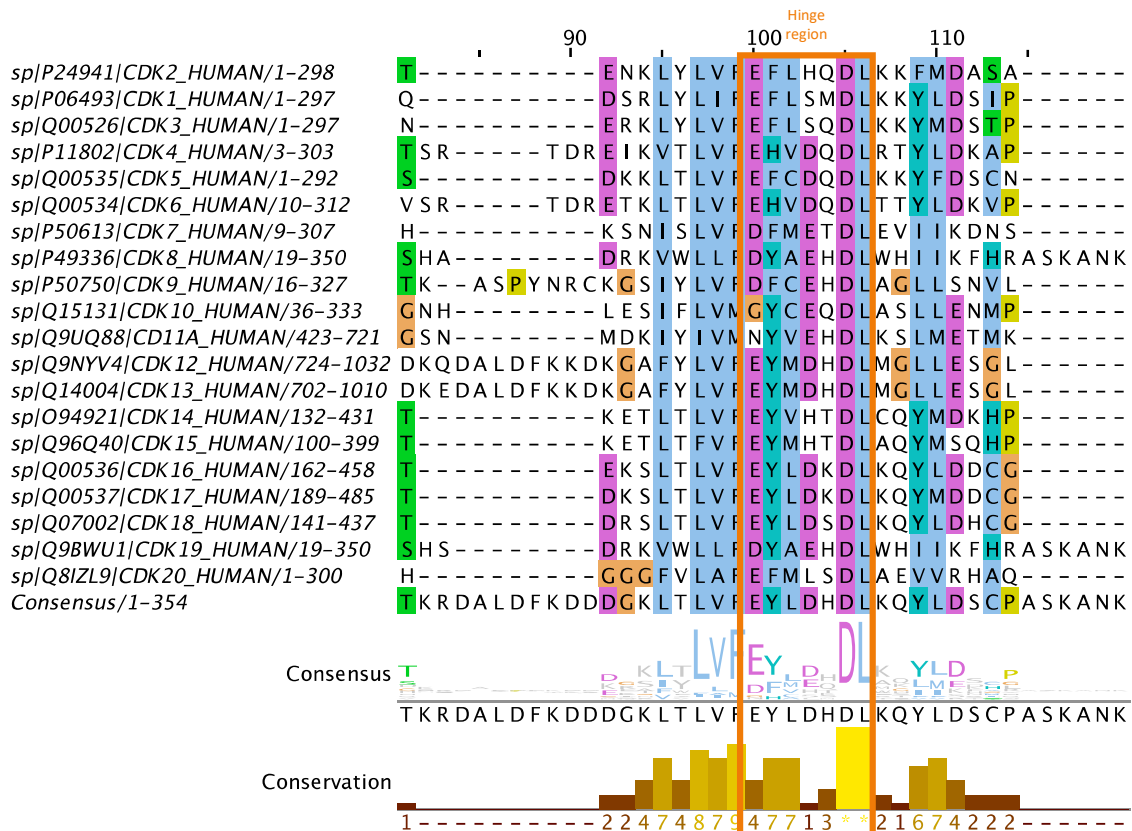 Hinge
region
90 100 110
sp|P24941|CDK2_HUMAN/1-298 T----------ENKLYLVFEFLHQDLKKFMDASA------
sp|P06493|CDK1_HUMAN/1-297 Q----------DSRLYLIFEFLSMDLKKYLDSIP------
sp|Q00526|CDK3_HUMAN/1-297 N----------ERKLYLVFEFLSQDLKKYMDSTP------
sp|P11802|CDK4_HUMAN/3-303 TSR-----TDREIKVTLVFEHVDQDLRTYLDKAP------
sp|Q00535|CDK5_HUMAN/1-292 S----------DKKLTLVFEFCDQDLKKYFDSCN------
sp|Q00534|CDK6_HUMAN/10-312 VSR-----TDRETKLTLVFEHVDQDLTTYLDKVP------
sp|P50613|CDK7_HUMAN/9-307 H----------KSNISLVFDFMETDLEVIIKDNS------
sp|P49336|CDK8_HUMAN/19-350 SHA--------DRKVWLLFDYAEHDLWHIIKFHRASKANK
sp|P50750|CDK9_HUMAN/16-327 TK--ASPYNRCKGSIYLVFDFCEHDLAGLLSNVL------
sp|Q15131|CDK10_HUMAN/36-333 GNH--------LESIFLVMGYCEQDLASLLENMP------
sp|Q9UQ88|CD11A_HUMAN/423-721 GSN--------MDKIYIVMNYVEHDLKSLMETMK------
sp|Q9NYV4|CDK12_HUMAN/724-1032 DKQDALDFKKDKGAFYLVFEYMDHDLMGLLESGL------
sp|Q14004|CDK13_HUMAN/702-1010 DKEDALDFKKDKGAFYLVFEYMDHDLMGLLESGL------
sp|O94921|CDK14_HUMAN/132-431 T----------KETLTLVFEYVHTDLCQYMDKHP------
sp|Q96Q40|CDK15_HUMAN/100-399 T----------KETLTFVFEYMHTDLAQYMSQHP------
sp|Q00536|CDK16_HUMAN/162-458 T----------EKSLTLVFEYLDKDLKQYLDDCG------
sp|Q00537|CDK17_HUMAN/189-485 T----------DKSLTLVFEYLDKDLKQYMDDCG------
sp|Q07002|CDK18_HUMAN/141-437 T----------DRSLTLVFEYLDSDLKQYLDHCG------
sp|Q9BWU1|CDK19_HUMAN/19-350 SHS--------DRKVWLLFDYAEHDLWHIIKFHRASKANK
sp|Q8IZL9|CDK20_HUMAN/1-300 H----------GGGFVLAFEFMLSDLAEVVRHAQ------
Consensus/1-354 TKRDALDFKDDDGKLTLVFEYLDHDLKQYLDSCPASKANK
Consensus
TKRDALDFKDDDGKLTLVFEYLDHDLKQYLDSCPASKANK
Conservation
1----------224748794771 3**21674222------